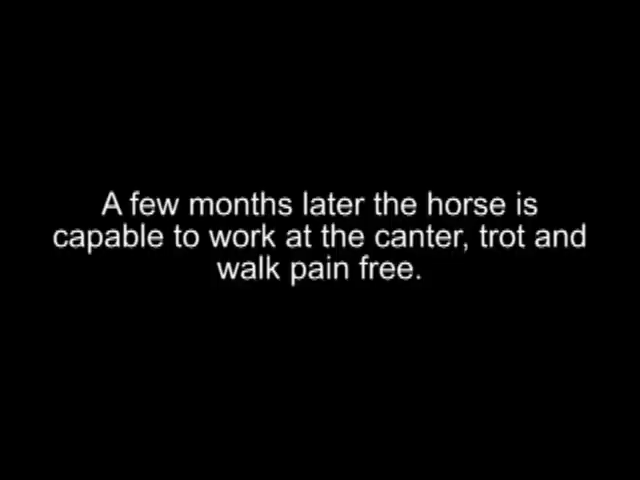 A few months later the horse is
capable to work at the canter, trot and
walk pain free.